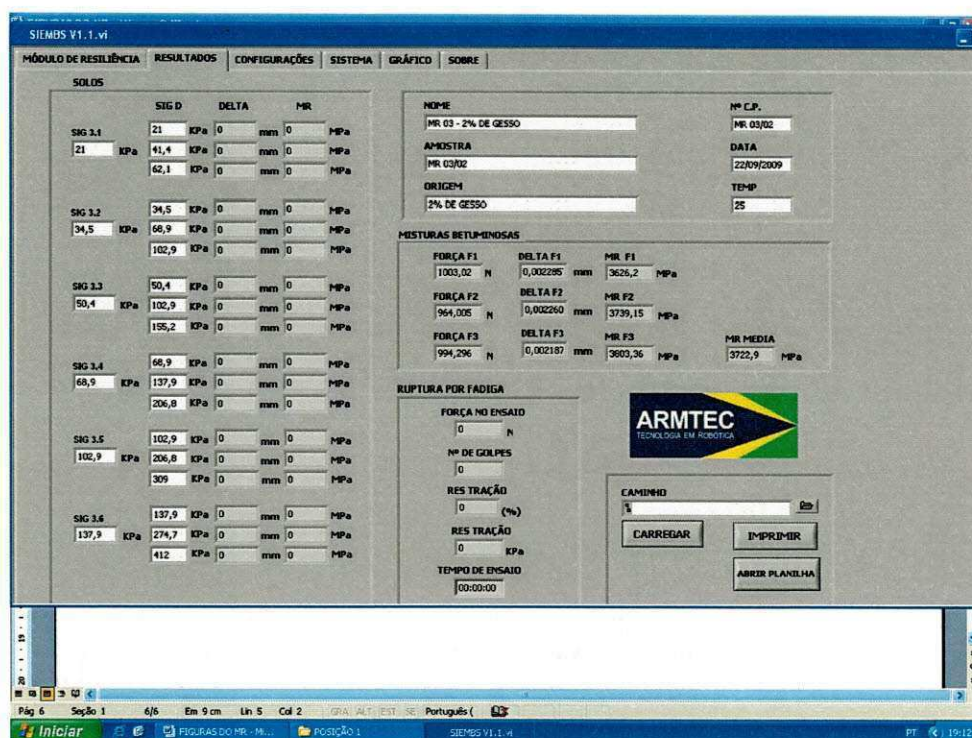 SIEMBS V1.1.vi
MÓDULO DE RESILIÊNCIA RESULTADOS CONFIGURAÇÕES SISTEMA GRÁFICO SOBRE
SOLOS
SIG D DELTA MR
SIG 3.1
21 KPa
21 KPa 0 mm 0 MPa
41,4 KPa 0 mm 0 MPa
62,1 KPa 0 mm 0 MPa
SIG 3.2
34,5 KPa
34,5 KPa 0 mm 0 MPa
68,9 KPa 0 mm 0 MPa
102,9 KPa 0 mm 0 MPa
SIG 3.3
50,4 KPa
50,4 KPa 0 mm 0 MPa
102,9 KPa 0 mm 0 MPa
155,2 KPa 0 mm 0 MPa
SIG 3.4
68,9 KPa
68,9 KPa 0 mm 0 MPa
137,9 KPa 0 mm 0 MPa
206,8 KPa 0 mm 0 MPa
SIG 3.5
102,9 KPa
102,9 KPa 0 mm 0 MPa
206,8 KPa 0 mm 0 MPa
309 KPa 0 mm 0 MPa
SIG 3.6
137,9 KPa
137,9 KPa 0 mm 0 MPa
274,7 KPa 0 mm 0 MPa
412 KPa 0 mm 0 MPa
NOME Nº C.P.
MR 03 - 2% DE GESSO MR 03/02
AMOSTRA DATA
MR 03/02 22/09/2009
ORIGEM TEMP
2% DE GESSO 25
MISTURAS BETUMINOSAS
FORÇA F1 DELTA F1 MR F1
1003,02 N 0,002285 mm 3626,2 MPa
FORÇA F2 DELTA F2 MR F2
964,005 N 0,002260 mm 3739,15 MPa
FORÇA F3 DELTA F3 MR F3 MR MEDIA
994,296 N 0,002187 mm 3803,36 MPa 3722,9 MPa
RUPTURA POR FADIGA
FORÇA NO ENSAIO
0 N
Nº DE GOLPES
0
RES TRAÇÃO
0 (%)
RES TRAÇÃO
0 KPa
TEMPO DE ENSAIO
00:00:00
ARMTEC
TECNOLOGIA EM ROBÓTICA
CAMINHO
CARREGAR IMPRIMIR
ABRIR PLANILHA
20 19
Pág 6 Seção 1 6/6 Em 9 cm Lin 5 Col 2 GRA ALT EST SE Português (
Iniciar FIGURAS DO MR - Mi... POSIÇÃO 1 SIEMBS V1.1.vi PT 19:12